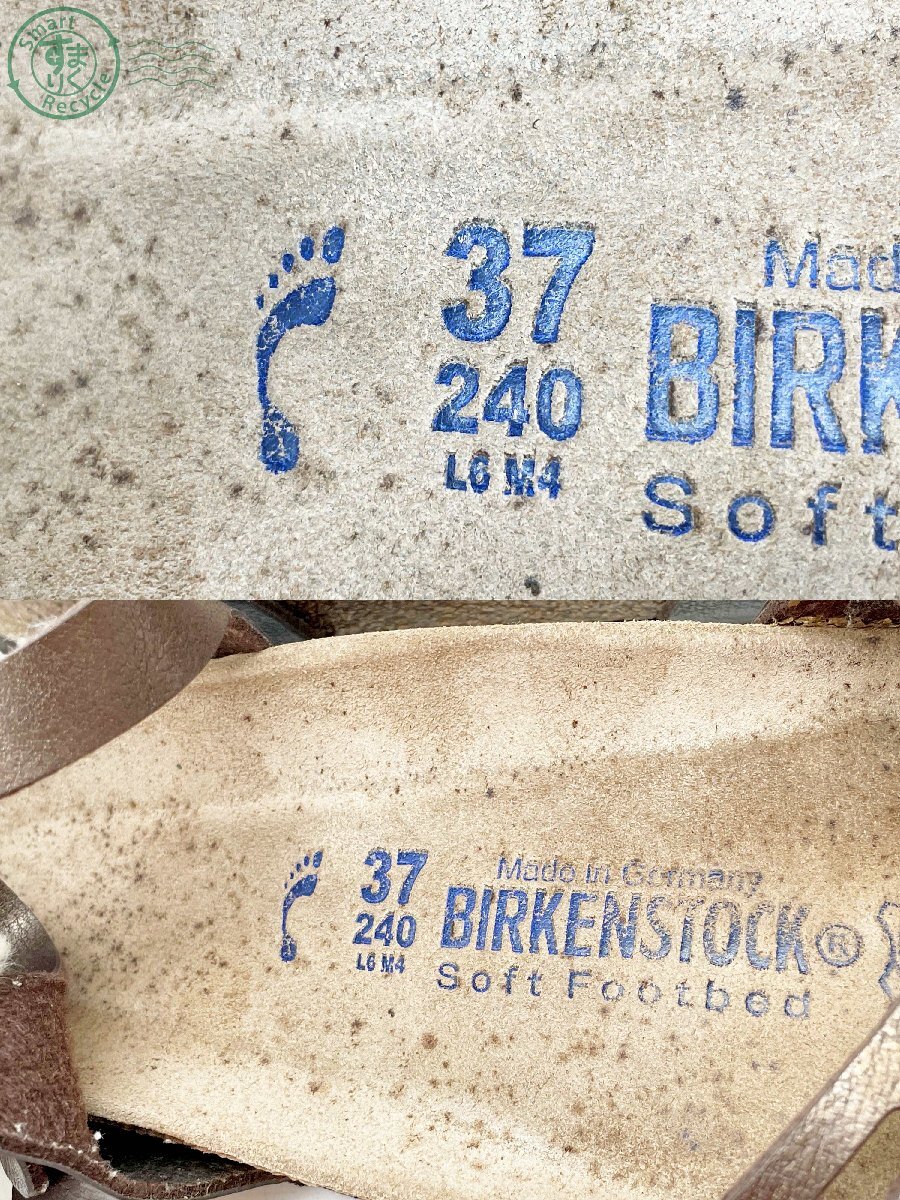 Smart
すまりく
Recycle
37
240
L6 M4
Mad
BIRK
Soft
37
240
L6 M4
Made in Germany
BIRKENSTOCK®
Soft Footbed